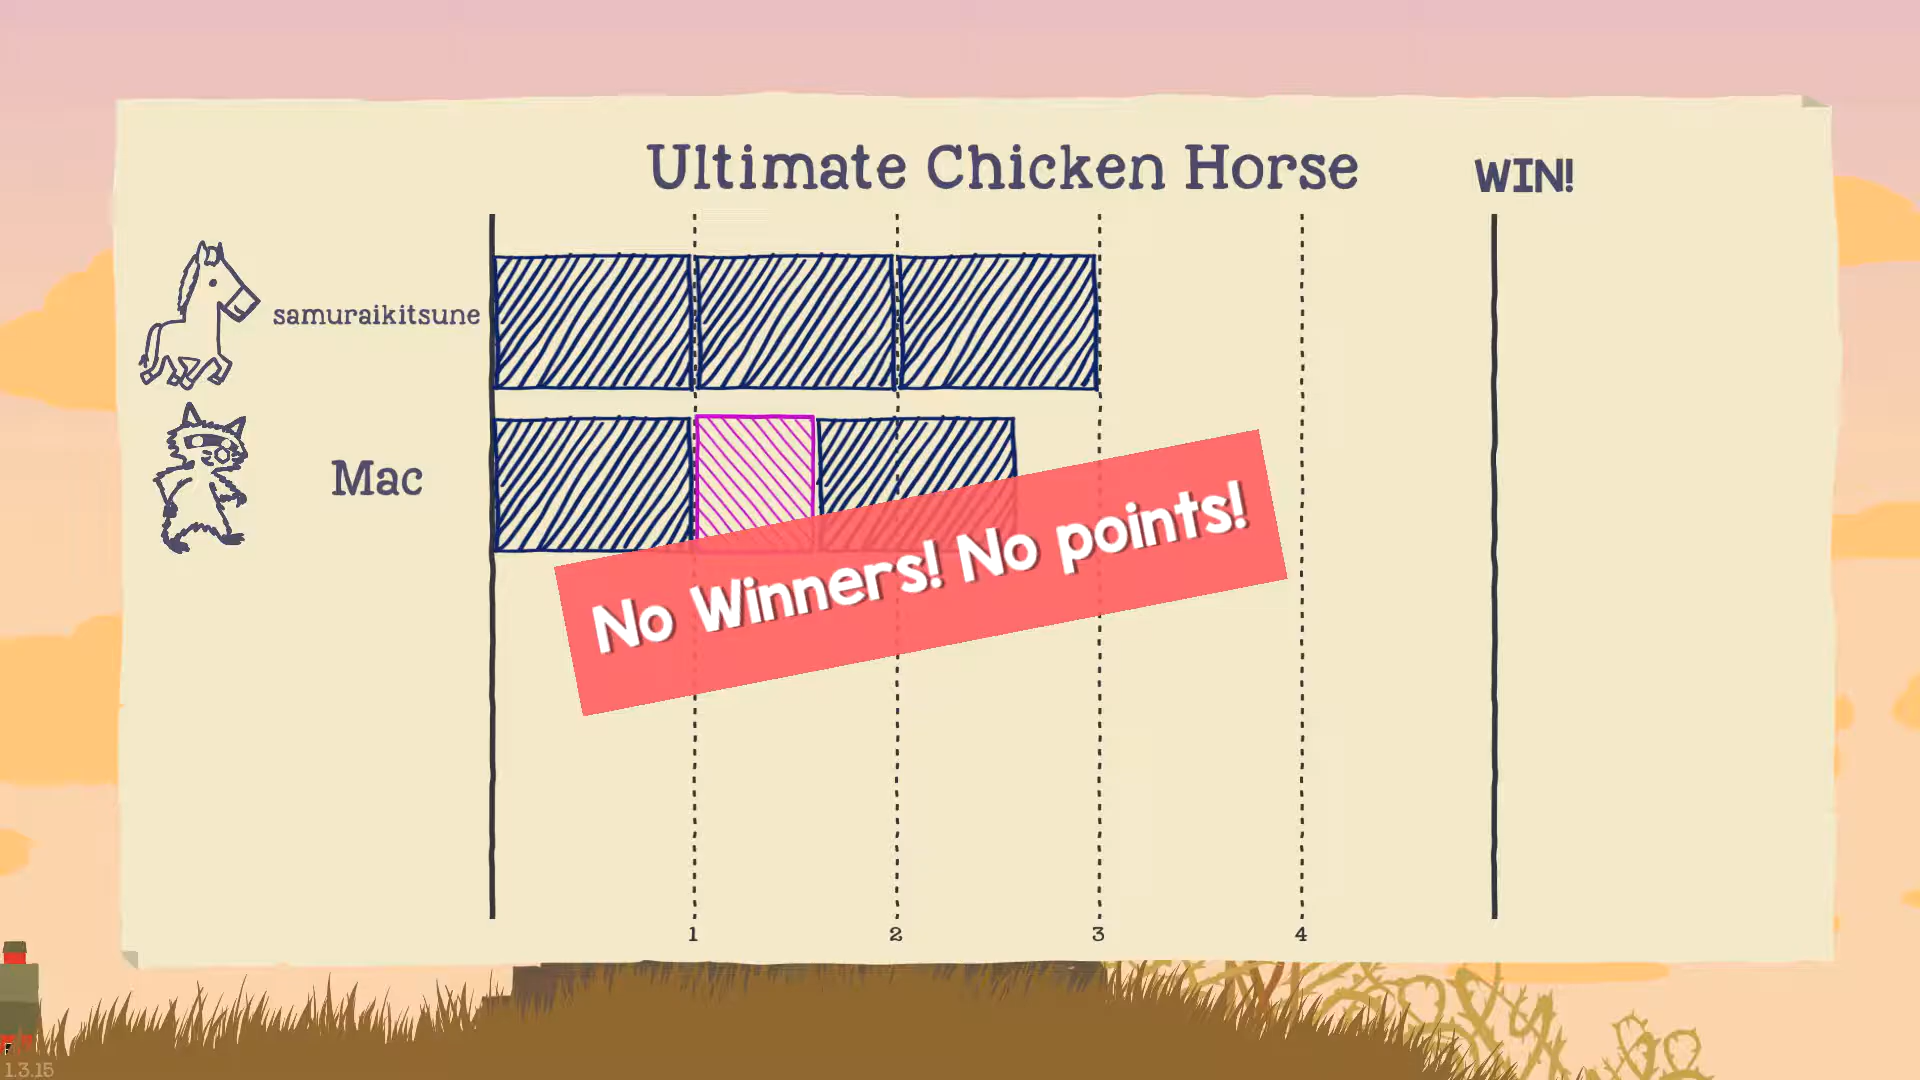 Ultimate Chicken Horse
WIN!
samuraikitsune
Mac
No Winners! No points!
1 2 3 4
1.3.15